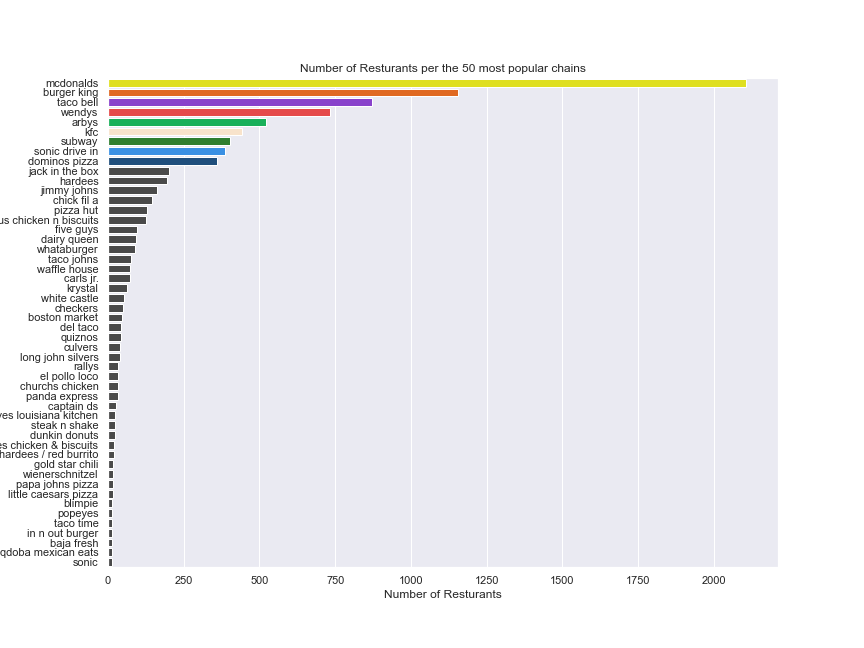 Number of Resturants per the 50 most popular chains
mcdonalds
burger king
taco bell
wendys
arbys
kfc
subway
sonic drive in
dominos pizza
jack in the box
hardees
jimmy johns
chick fil a
pizza hut
us chicken n biscuits
five guys
dairy queen
whataburger
taco johns
waffle house
carls jr.
krystal
white castle
checkers
boston market
del taco
quiznos
culvers
long john silvers
rallys
el pollo loco
churchs chicken
panda express
captain ds
yes louisiana kitchen
steak n shake
dunkin donuts
es chicken & biscuits
hardees / red burrito
gold star chili
wienerschnitzel
papa johns pizza
little caesars pizza
blimpie
popeyes
taco time
in n out burger
baja fresh
qdoba mexican eats
sonic
0 250 500 750 1000 1250 1500 1750 2000
Number of Resturants